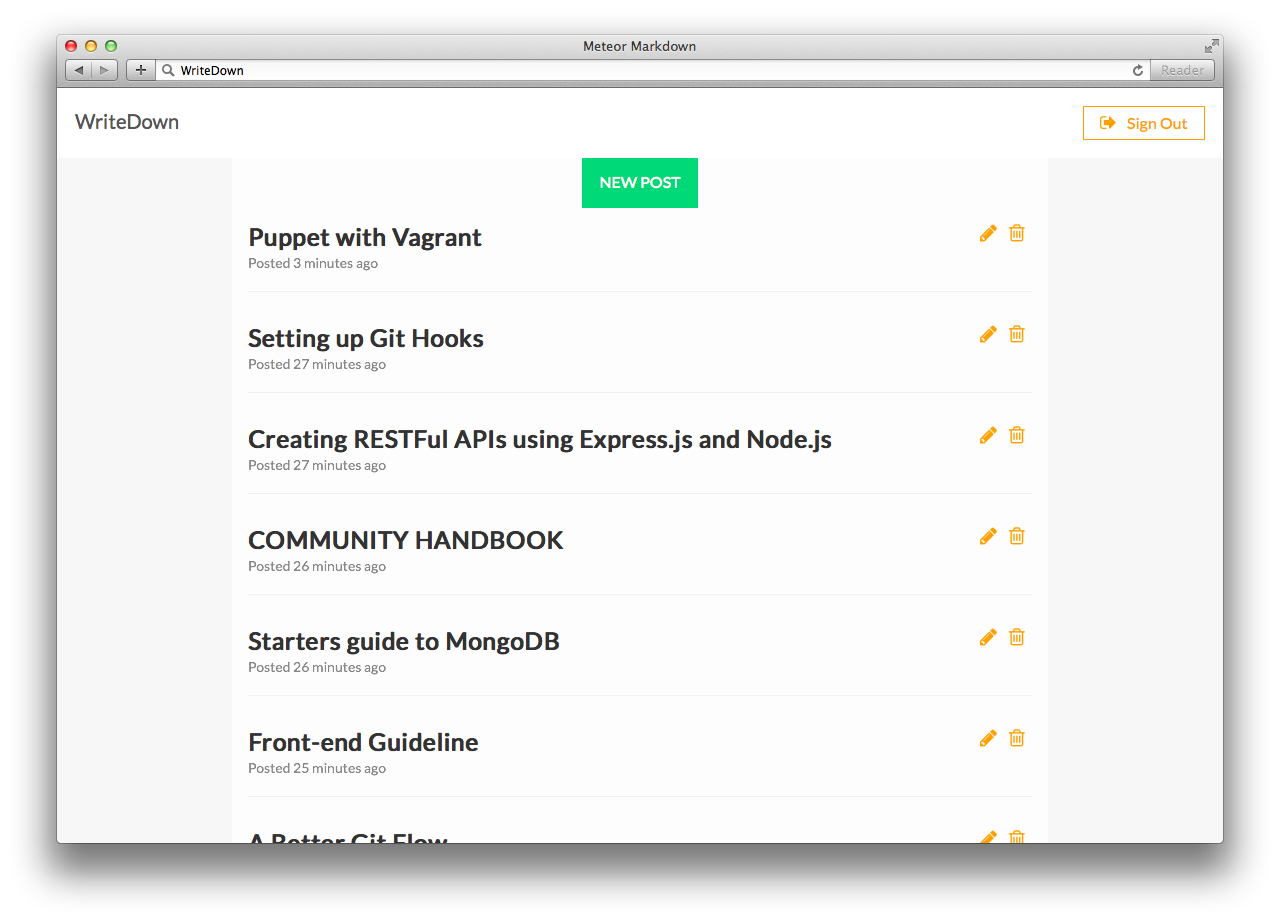 Meteor Markdown
WriteDown
Reader
WriteDown
Sign Out
NEW POST
Puppet with Vagrant
Posted 3 minutes ago
Setting up Git Hooks
Posted 27 minutes ago
Creating RESTFul APIs using Express.js and Node.js
Posted 27 minutes ago
COMMUNITY HANDBOOK
Posted 26 minutes ago
Starters guide to MongoDB
Posted 26 minutes ago
Front-end Guideline
Posted 25 minutes ago
A Better Git Flow